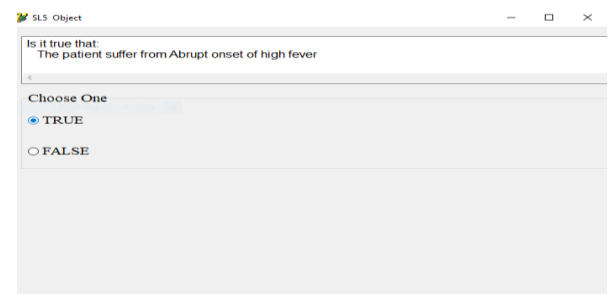 SL5 Object
Is it true that:
The patient suffer from Abrupt onset of high fever
Choose One
TRUE
FALSE